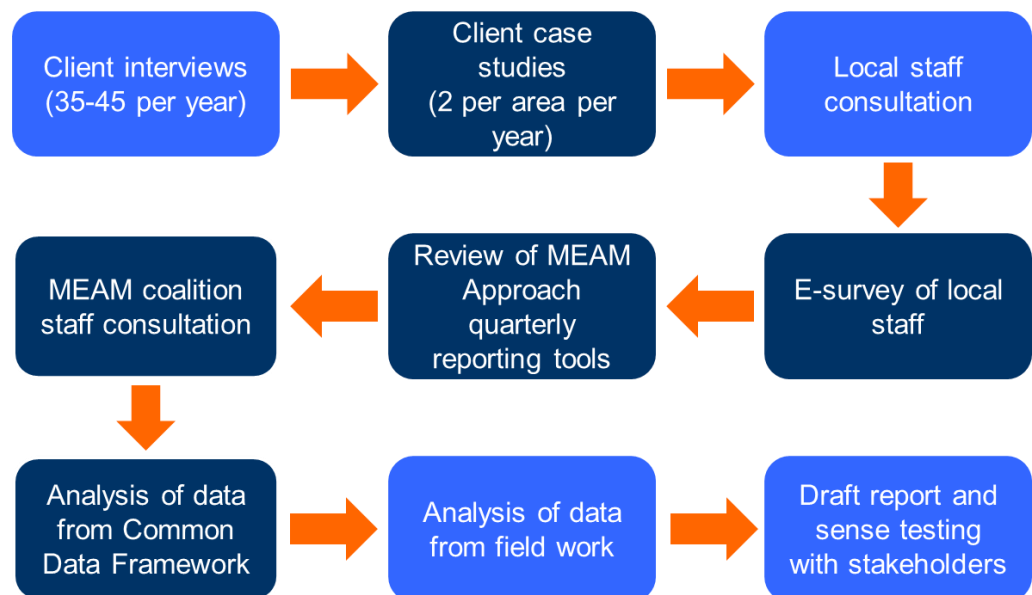 Client interviews
(35-45 per year)
Client case
studies
(2 per area per
year)
Local staff
consultation
E-survey of local
staff
Review of MEAM
Approach
quarterly
reporting tools
MEAM coalition
staff consultation
Analysis of data
from Common
Data Framework
Analysis of data
from field work
Draft report and
sense testing
with stakeholders